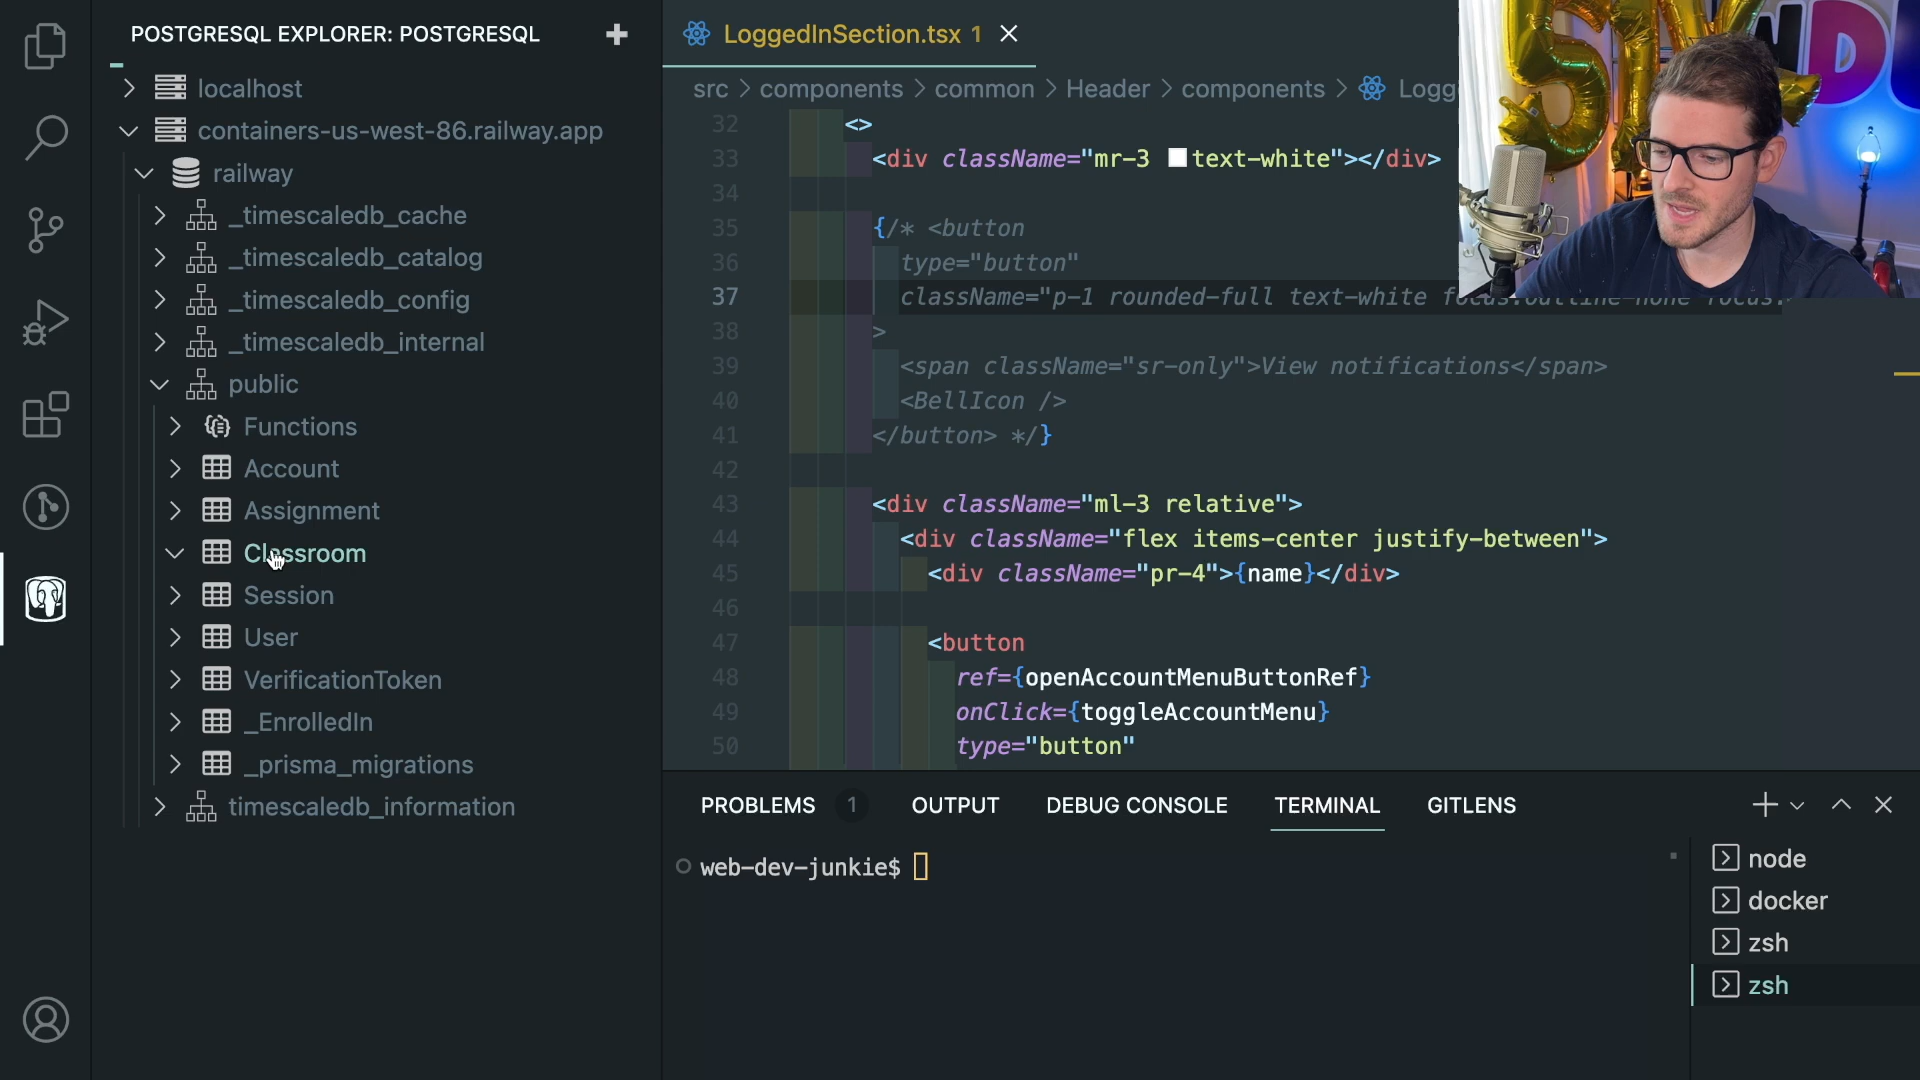 POSTGRESQL EXPLORER: POSTGRESQL
localhost
containers-us-west-86.railway.app
railway
_timescaledb_cache
_timescaledb_catalog
_timescaledb_config
_timescaledb_internal
public
Functions
Account
Assignment
Classroom
Session
User
VerificationToken
_EnrolledIn
_prisma_migrations
timescaledb_information
LoggedInSection.tsx 1
src > components > common > Header > components > Logg
32 <>
33 <div className="mr-3 text-white"></div>
34
35 {/* <button
36 type="button"
37 className="p-1 rounded-full text-white focus:outline-none focus:
38 >
39 <span className="sr-only">View notifications</span>
40 <BellIcon />
41 </button> */}
42
43 <div className="ml-3 relative">
44 <div className="flex items-center justify-between">
45 <div className="pr-4">{name}</div>
46
47 <button
48 ref={openAccountMenuButtonRef}
49 onClick={toggleAccountMenu}
50 type="button"
PROBLEMS 1 OUTPUT DEBUG CONSOLE TERMINAL GITLENS
web-dev-junkie$
node
docker
zsh
zsh